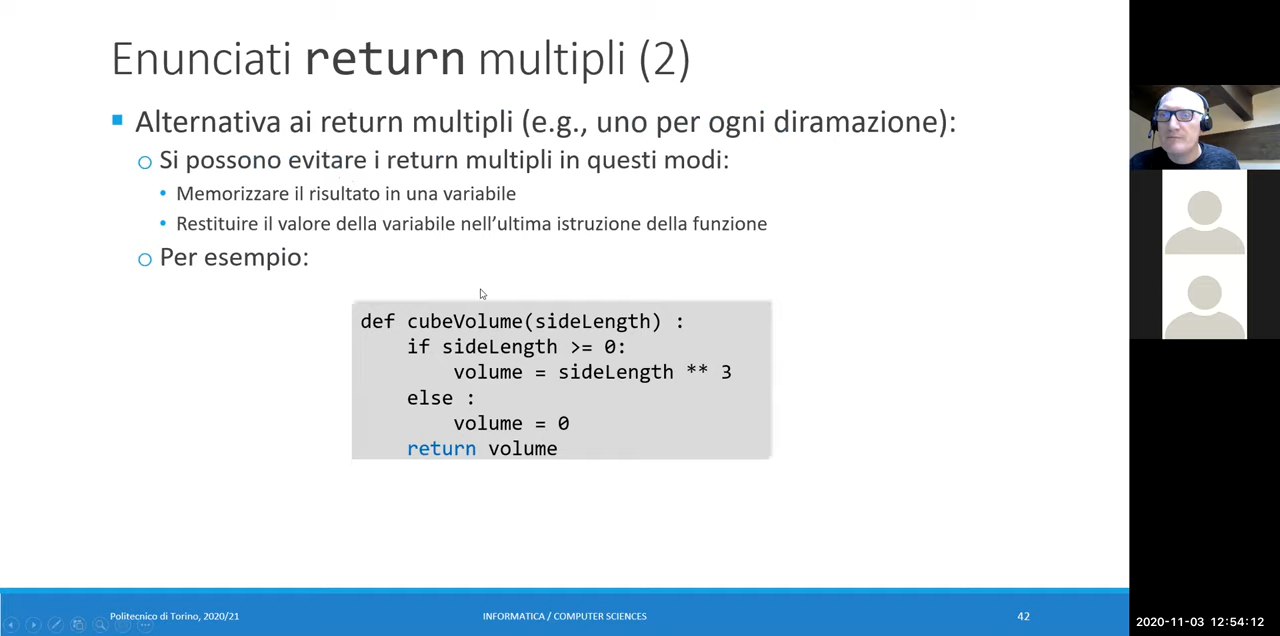 Enunciati return multipli (2)
Alternativa ai return multipli (e.g., uno per ogni diramazione):
Si possono evitare i return multipli in questi modi:
Memorizzare il risultato in una variabile
Restituire il valore della variabile nell'ultima istruzione della funzione
Per esempio:
def cubeVolume(sideLength) :
if sideLength >= 0:
volume = sideLength ** 3
else :
volume = 0
return volume
Politecnico di Torino, 2020/21
INFORMATICA / COMPUTER SCIENCES
42
2020-11-03 12:54:12